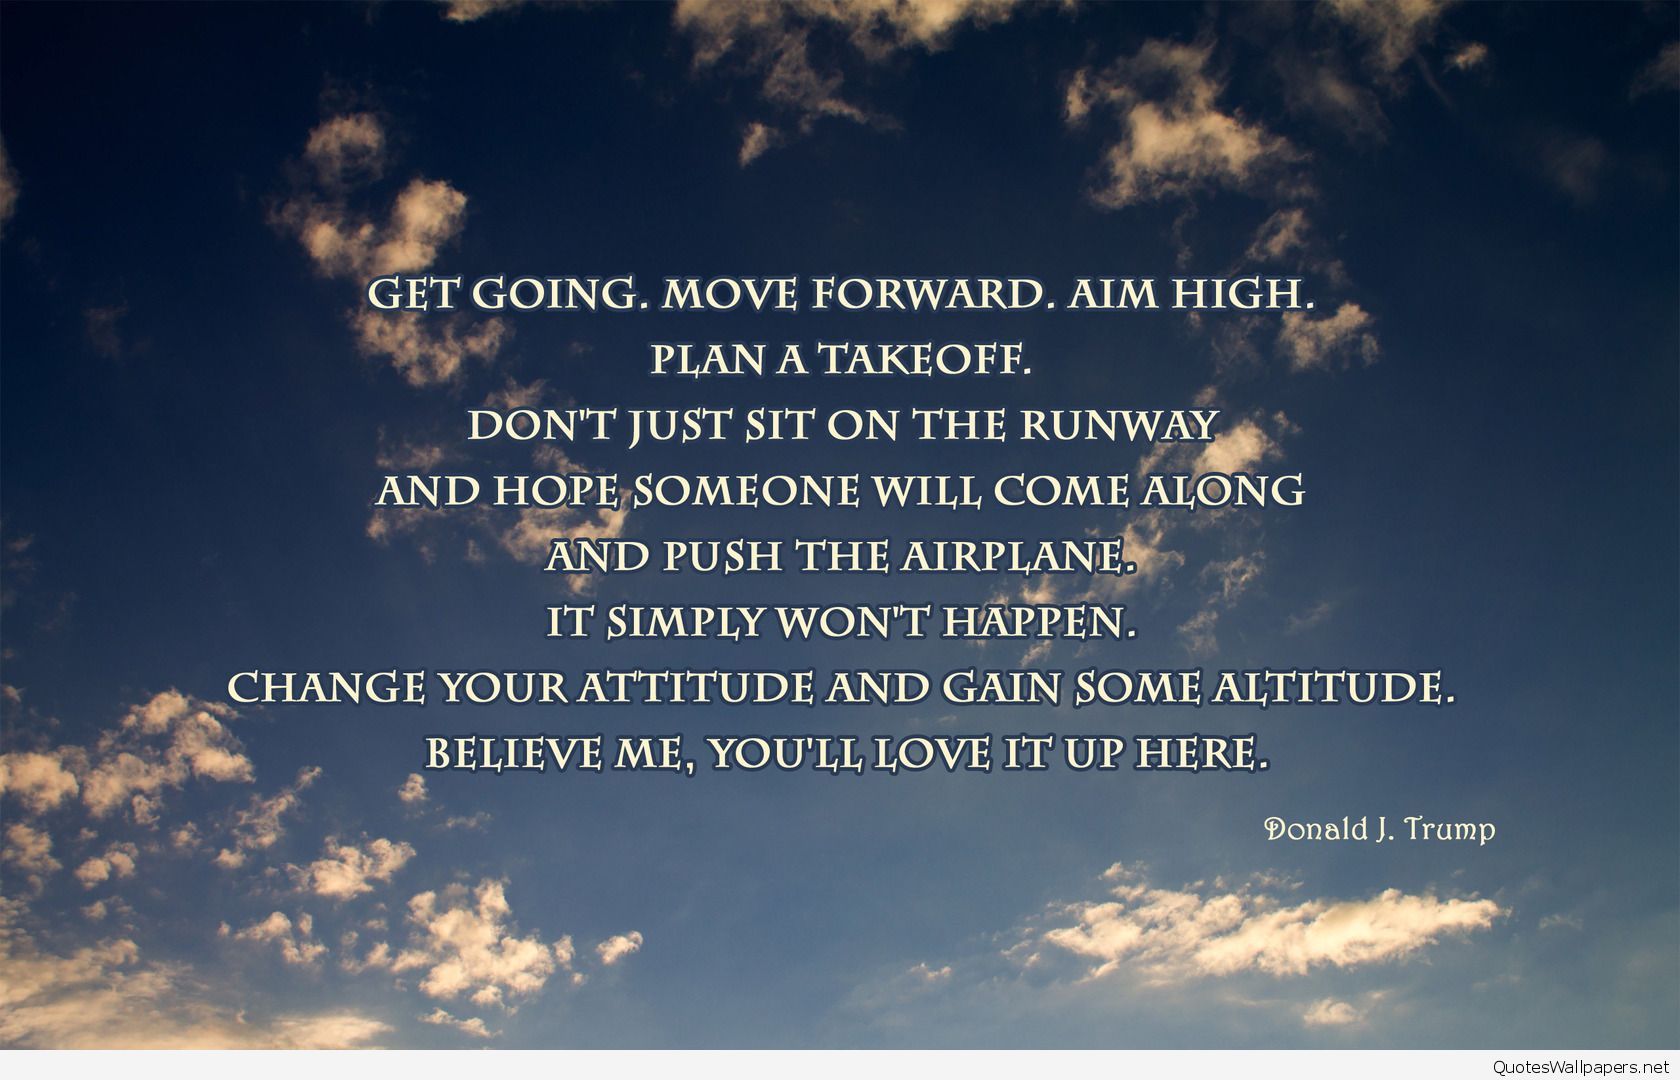 GET GOING. MOVE FORWARD. AIM HIGH.
PLAN A TAKEOFF.
DON'T JUST SIT ON THE RUNWAY
AND HOPE SOMEONE WILL COME ALONG
AND PUSH THE AIRPLANE.
IT SIMPLY WON'T HAPPEN.
CHANGE YOUR ATTITUDE AND GAIN SOME ALTITUDE.
BELIEVE ME, YOU'LL LOVE IT UP HERE.
Donald J. Trump
QuotesWallpapers.net